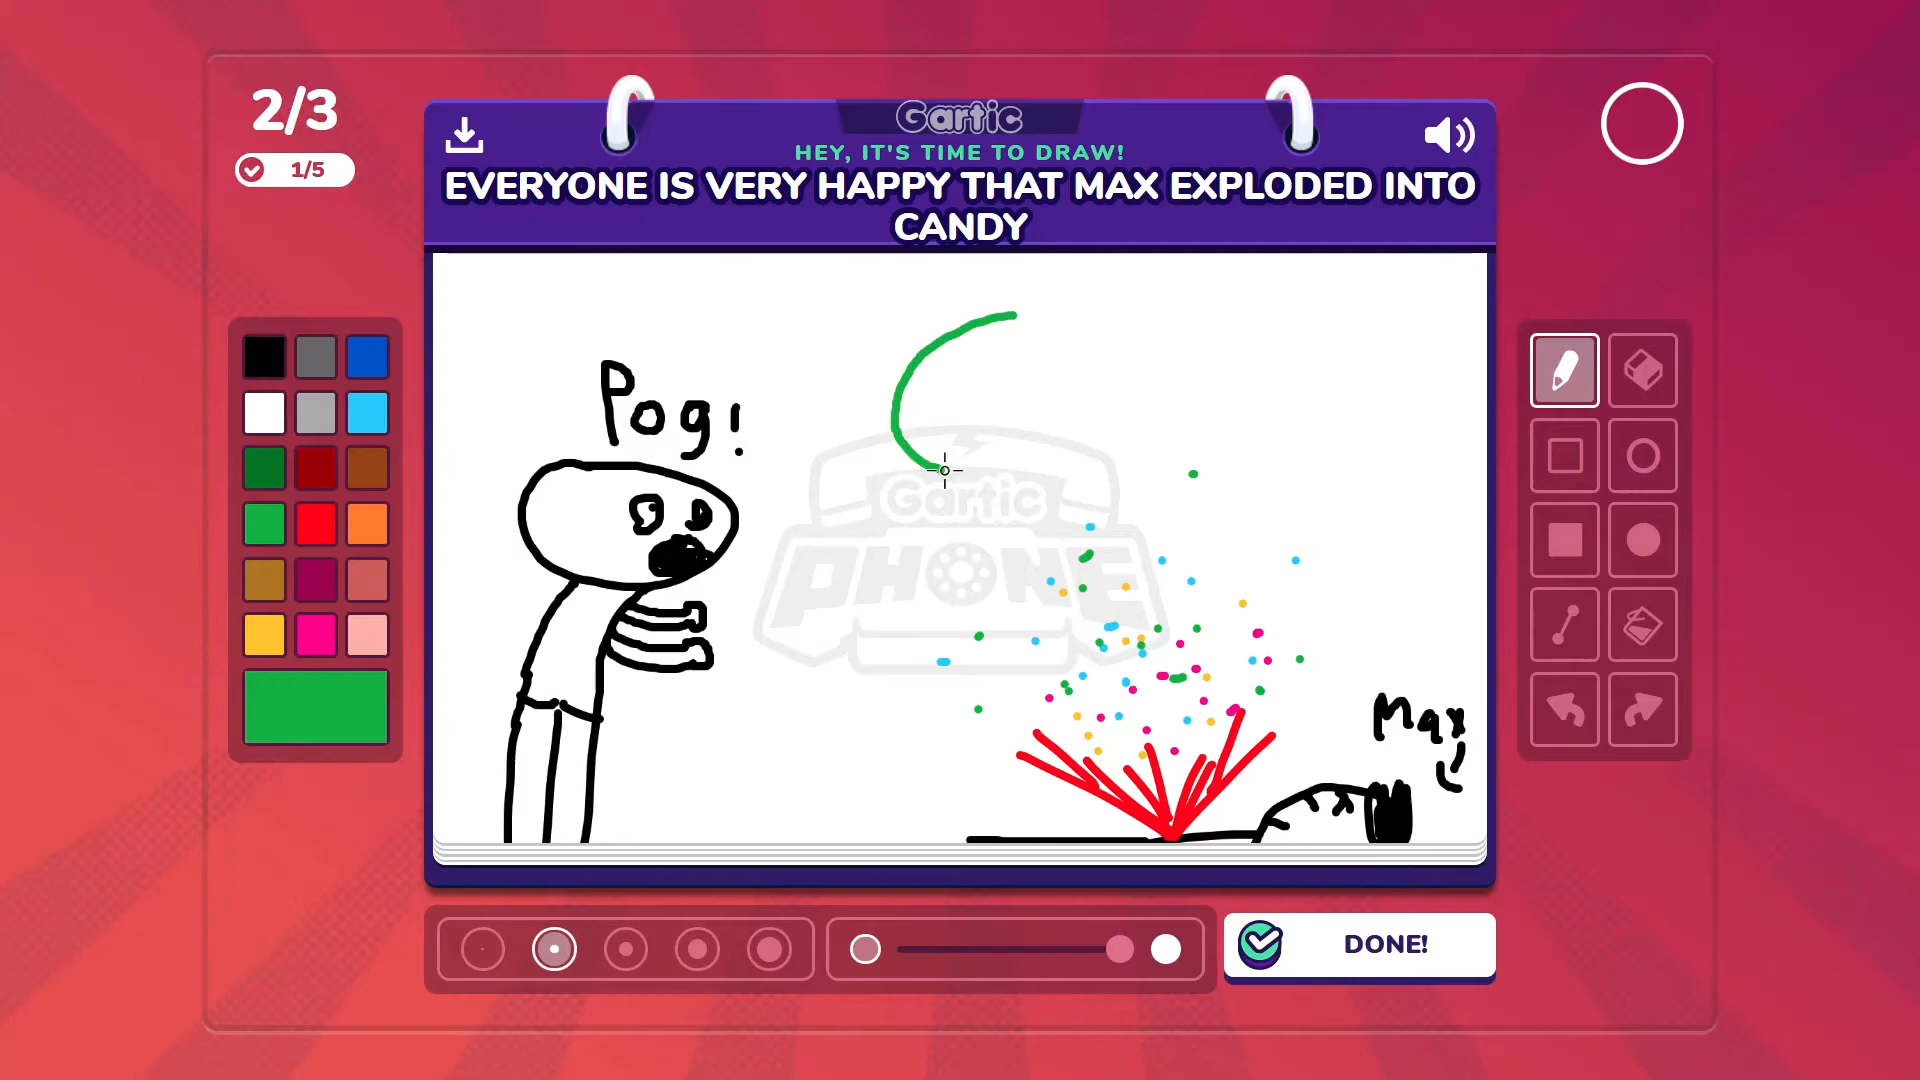 2/3
1/5
Gartic
HEY, IT'S TIME TO DRAW!
EVERYONE IS VERY HAPPY THAT MAX EXPLODED INTO
CANDY
Pog!
Gartic
PHONE
Max
DONE!